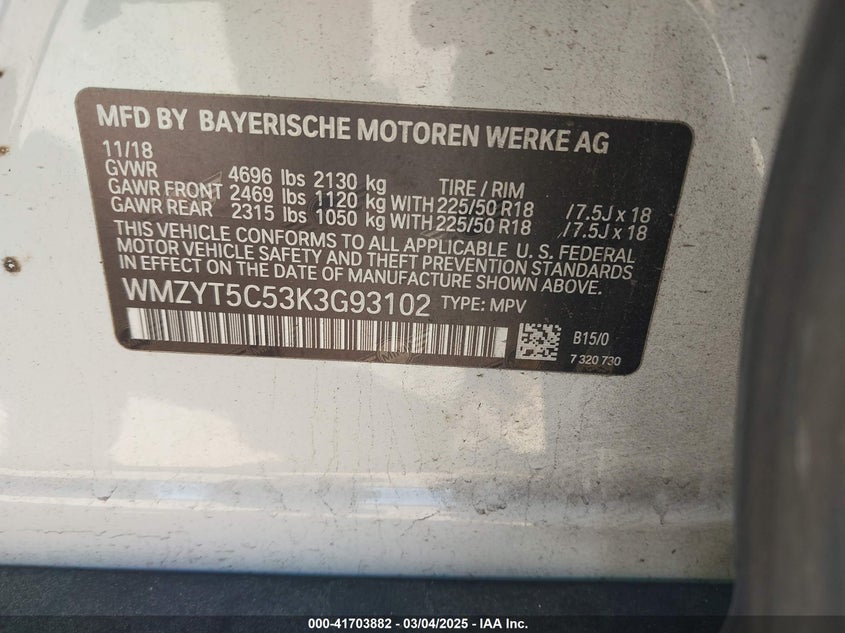 MFD BY BAYERISCHE MOTOREN WERKE AG
11/18
GVWR 4696 lbs 2130 kg TIRE / RIM
GAWR FRONT 2469 lbs 1120 kg WITH 225/50 R18 /7.5J x 18
GAWR REAR 2315 lbs 1050 kg WITH 225/50 R18 /7.5J x 18
THIS VEHICLE CONFORMS TO ALL APPLICABLE U. S. FEDERAL
MOTOR VEHICLE SAFETY AND THEFT PREVENTION STANDARDS
IN EFFECT ON THE DATE OF MANUFACTURE SHOWN ABOVE.
WMZYT5C53K3G93102 TYPE: MPV
B15/0
7 320 730
000-41703882 / 03/04/2025 - IAA Inc.